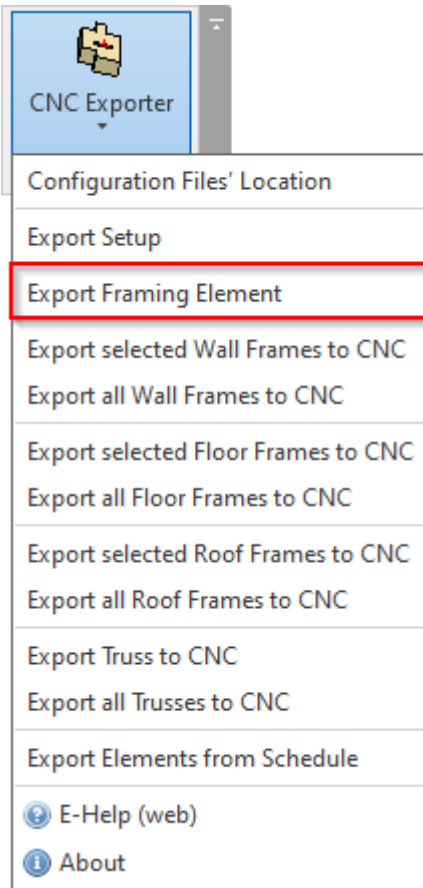 CNC Exporter
Configuration Files' Location
Export Setup
Export Framing Element
Export selected Wall Frames to CNC
Export all Wall Frames to CNC
Export selected Floor Frames to CNC
Export all Floor Frames to CNC
Export selected Roof Frames to CNC
Export all Roof Frames to CNC
Export Truss to CNC
Export all Trusses to CNC
Export Elements from Schedule
E-Help (web)
About